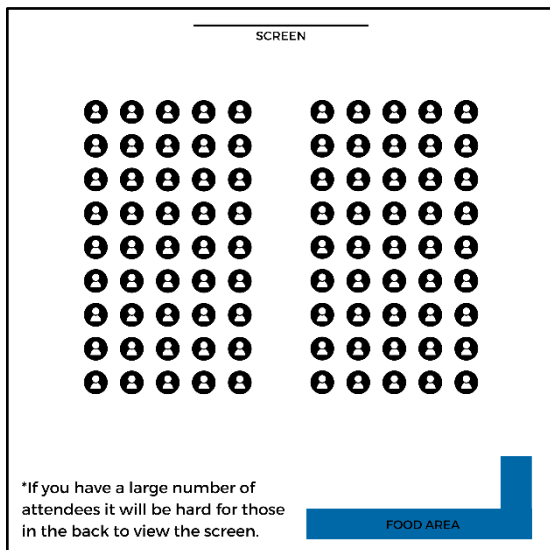 SCREEN
*If you have a large number of
attendees it will be hard for those
in the back to view the screen.
FOOD AREA